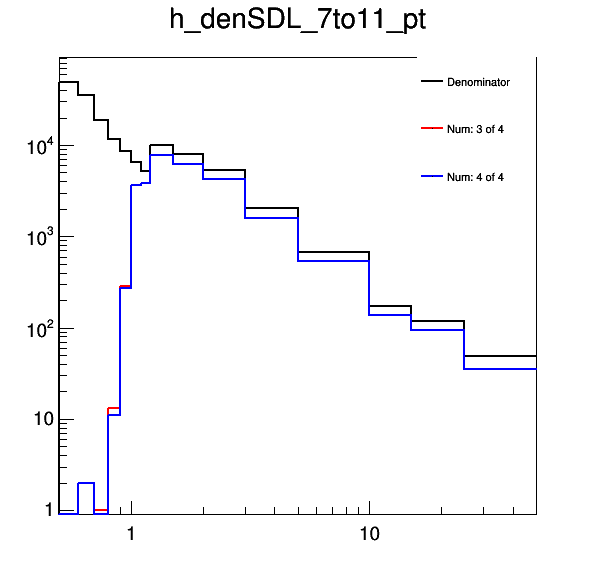 h_denSDL_7to11_pt
Denominator
Num: 3 of 4
Num: 4 of 4
10^4
10^3
10^2
10
1
1
10